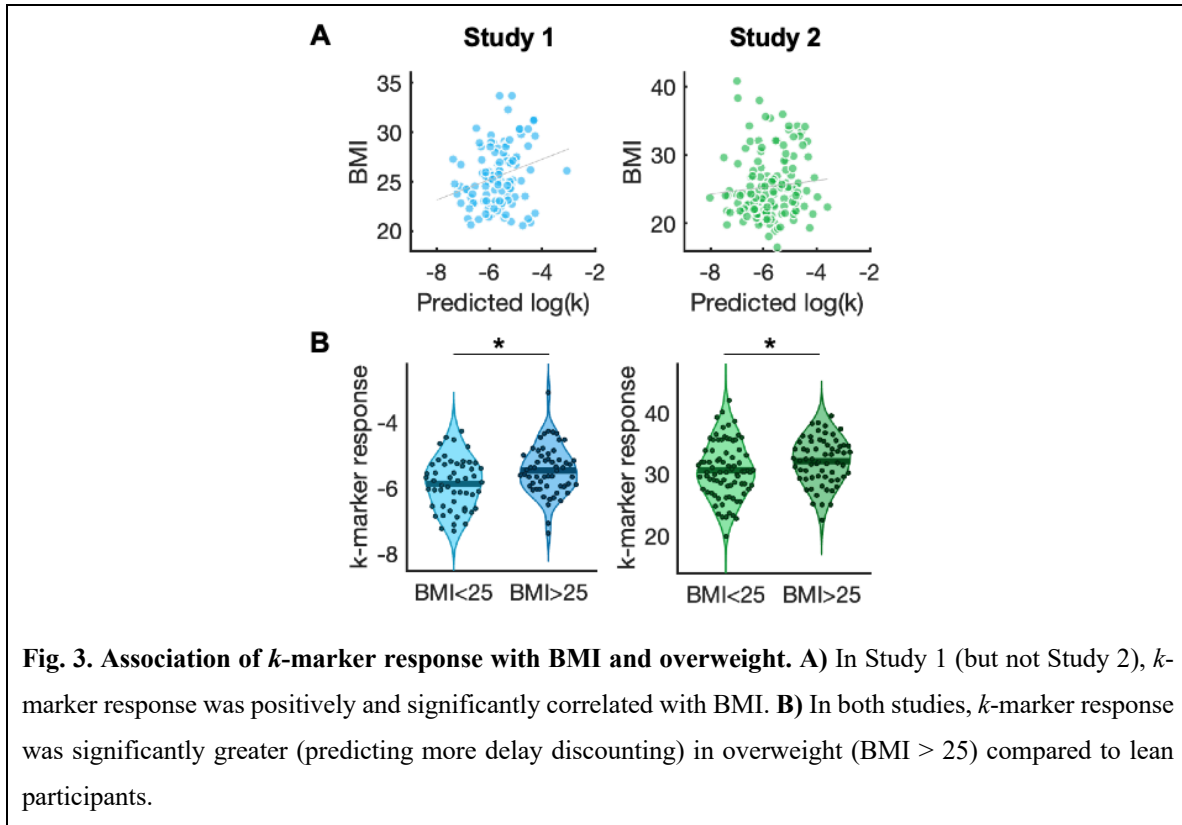 A
Study 1
Study 2
35
30
25
20
BMI
-8 -6 -4 -2
Predicted log(k)
40
30
20
BMI
-8 -6 -4 -2
Predicted log(k)
B
*
*
k-marker response
-4
-6
-8
BMI<25 BMI>25
k-marker response
40
30
20
BMI<25 BMI>25
Fig. 3. Association of k-marker response with BMI and overweight. A) In Study 1 (but not Study 2), k-
marker response was positively and significantly correlated with BMI. B) In both studies, k-marker response
was significantly greater (predicting more delay discounting) in overweight (BMI > 25) compared to lean
participants.